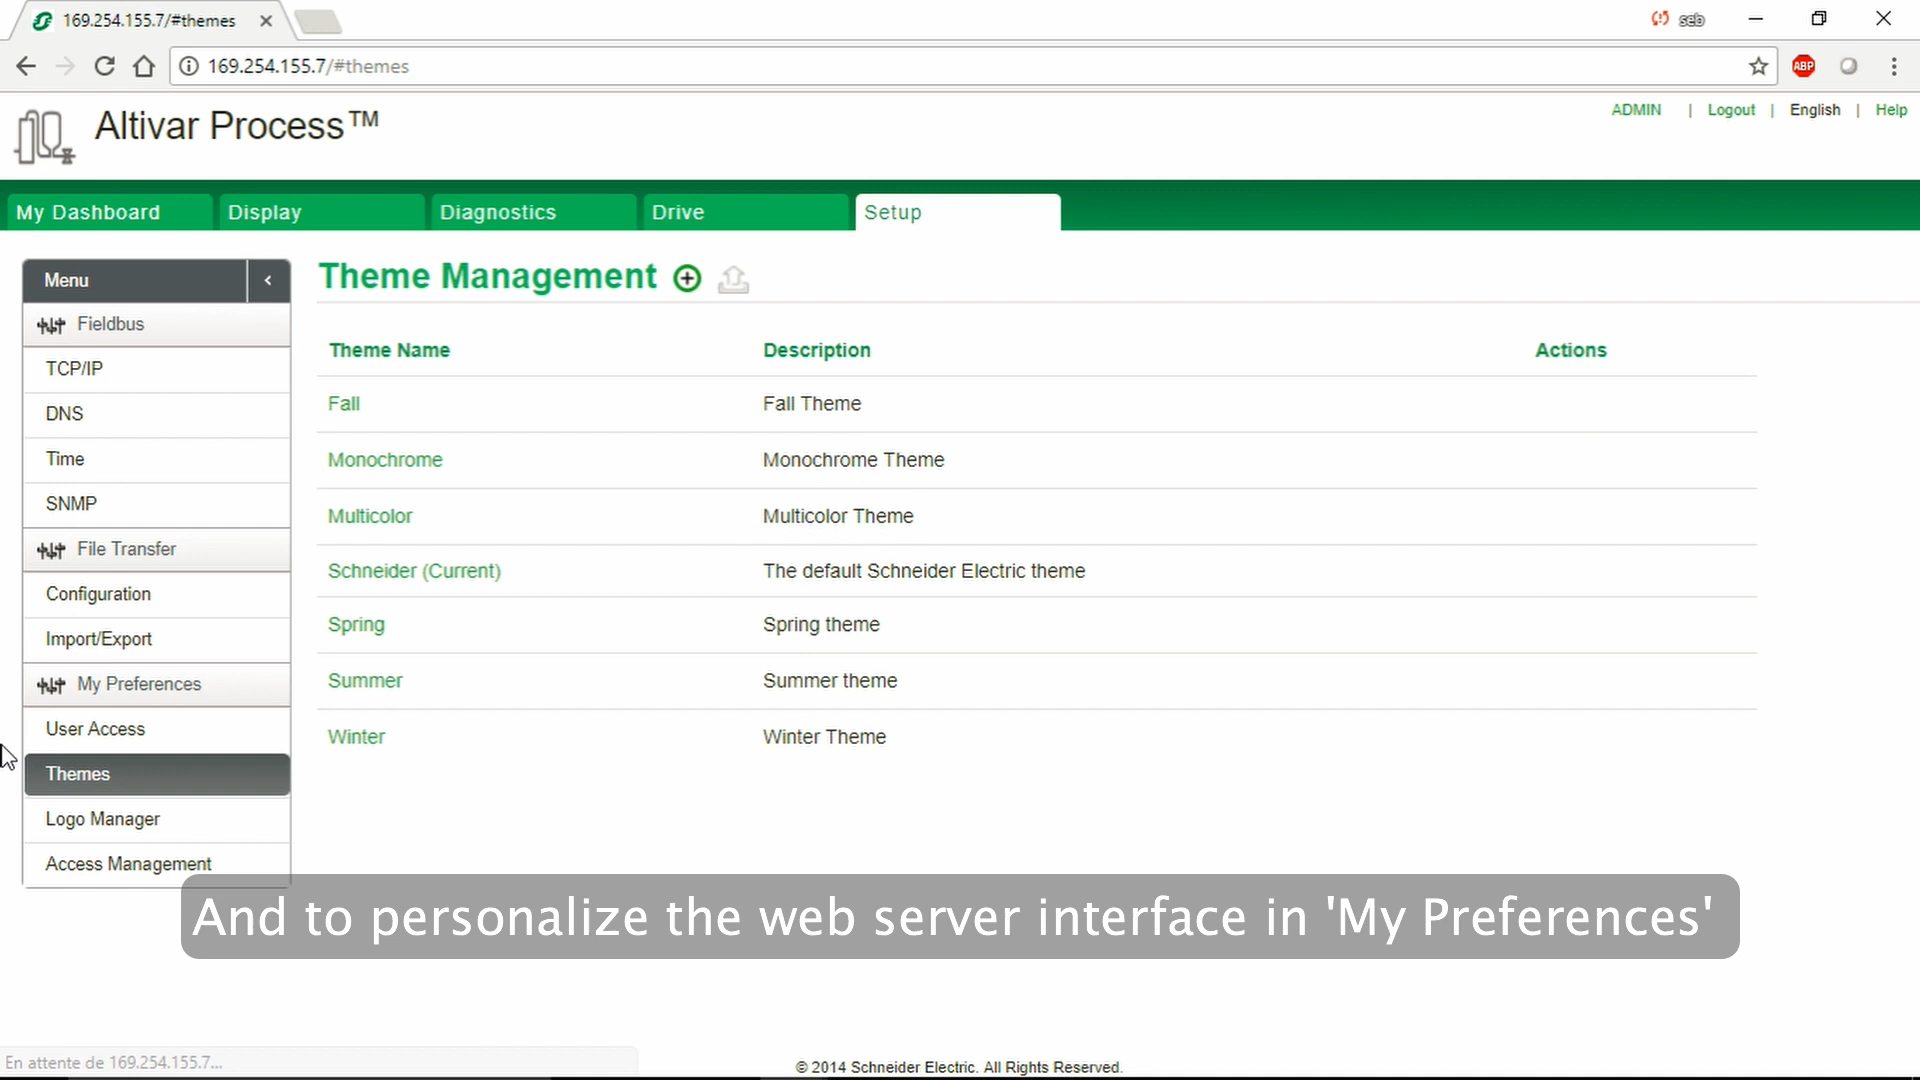 169.254.155.7/#themes
seb
169.254.155.7/#themes
ABP
Altivar Process™
ADMIN | Logout | English | Help
My Dashboard Display Diagnostics Drive Setup
Menu
Fieldbus
TCP/IP
DNS
Time
SNMP
File Transfer
Configuration
Import/Export
My Preferences
User Access
Themes
Logo Manager
Access Management
Theme Management
Theme Name Description Actions
Fall Fall Theme
Monochrome Monochrome Theme
Multicolor Multicolor Theme
Schneider (Current) The default Schneider Electric theme
Spring Spring theme
Summer Summer theme
Winter Winter Theme
And to personalize the web server interface in 'My Preferences'
En attente de 169.254.155.7...
© 2014 Schneider Electric. All Rights Reserved.